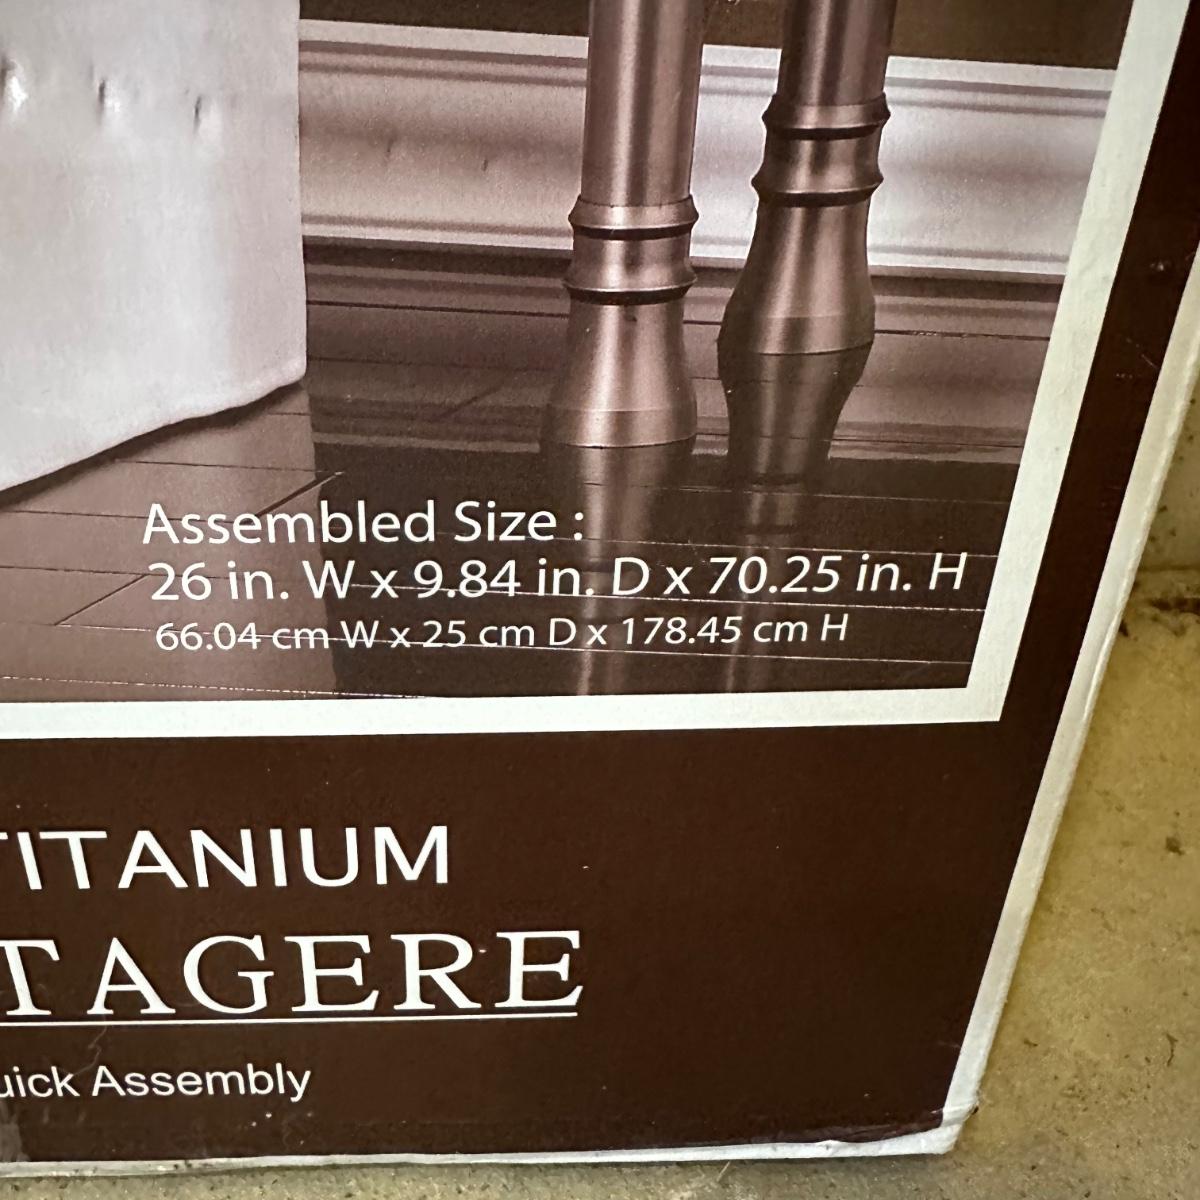 Assembled Size :
26 in. W x 9.84 in. D x 70.25 in. H
66.04 cm W x 25 cm D x 178.45 cm H
TITANIUM
TAGERE
uick Assembly